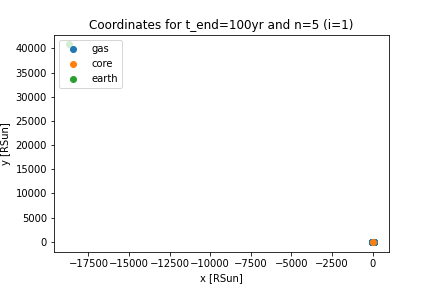 Coordinates for t_end=100yr and n=5 (i=1)
gas
core
earth
40000
35000
30000
25000
20000
15000
10000
5000
0
y [RSun]
-17500 -15000 -12500 -10000 -7500 -5000 -2500 0
x [RSun]